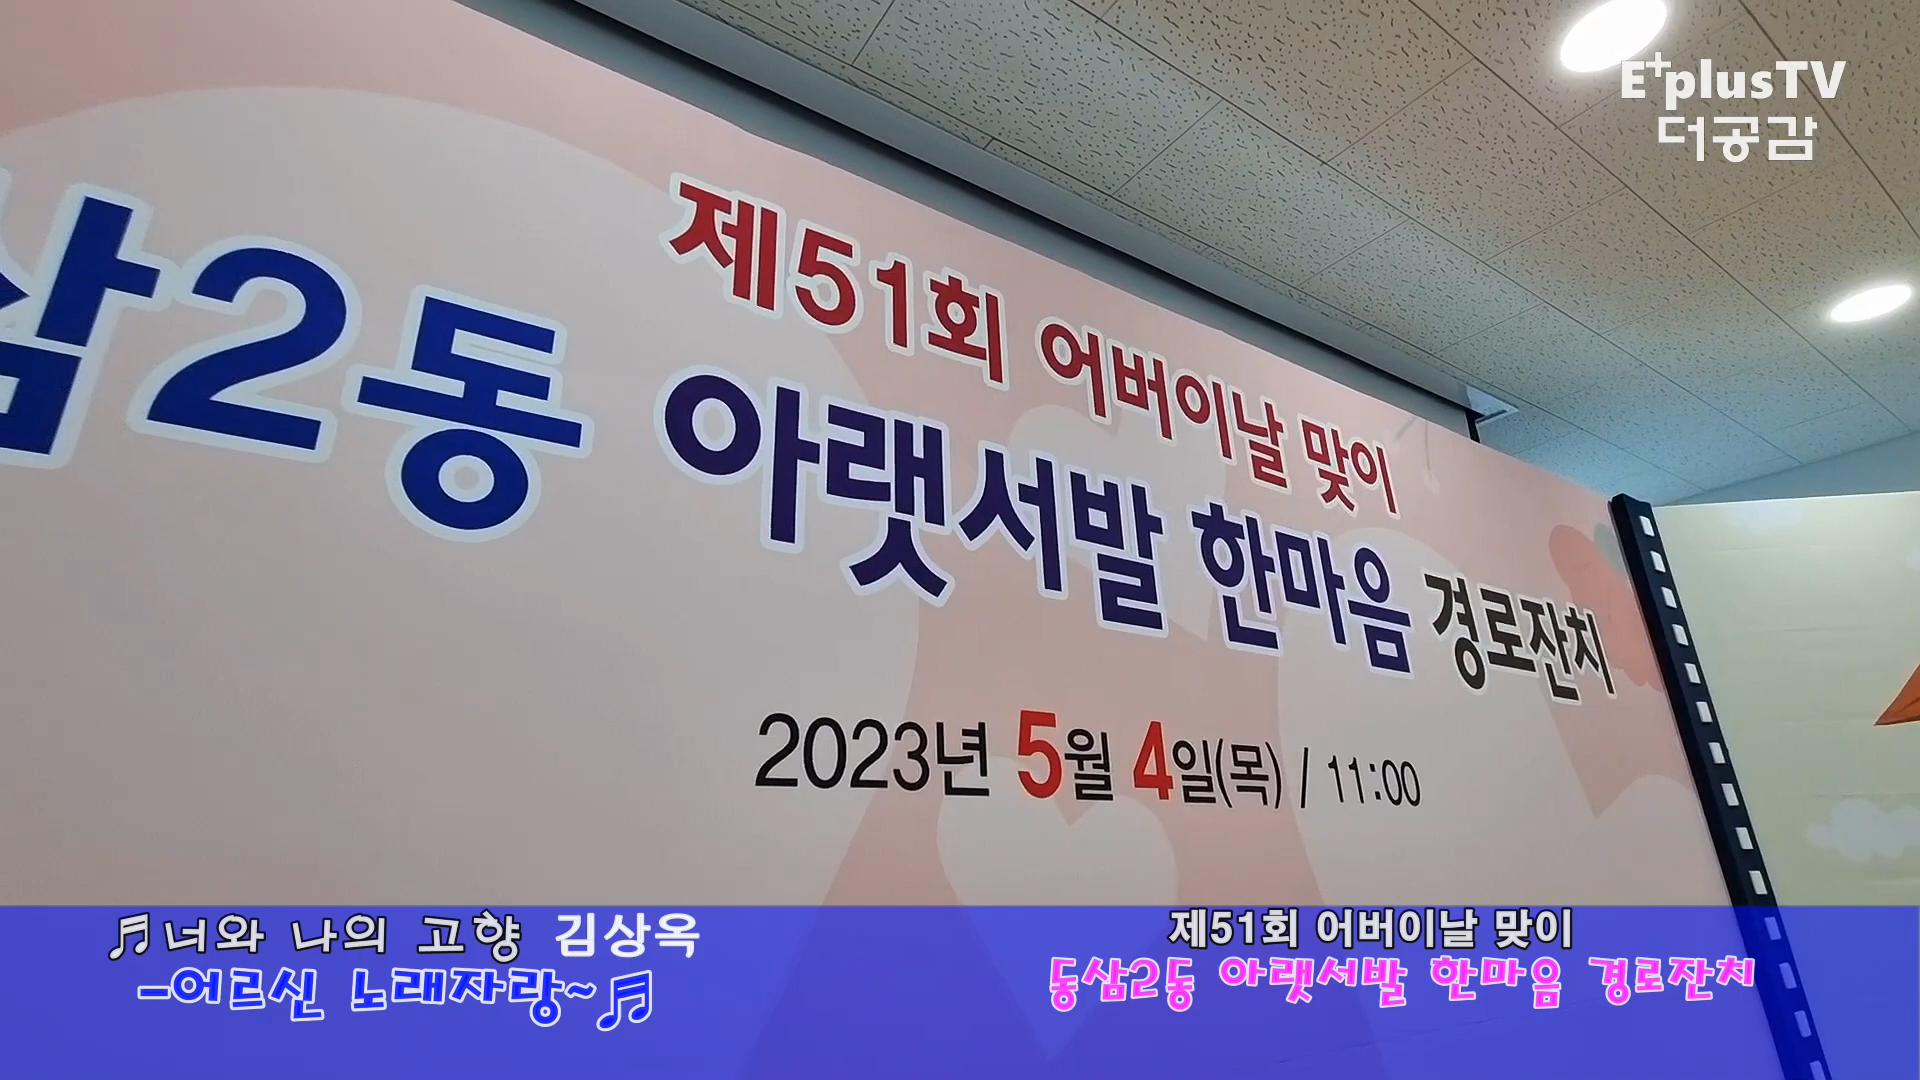 E+plusTV
더공감
제51회 어버이날 맞이
삼2동 아랫서발 한마음 경로잔치
2023년 5월 4일(목) / 11:00
♬너와 나의 고향 김상옥
-어르신 노래자랑~♬
제51회 어버이날 맞이
동삼2동 아랫서발 한마음 경로잔치